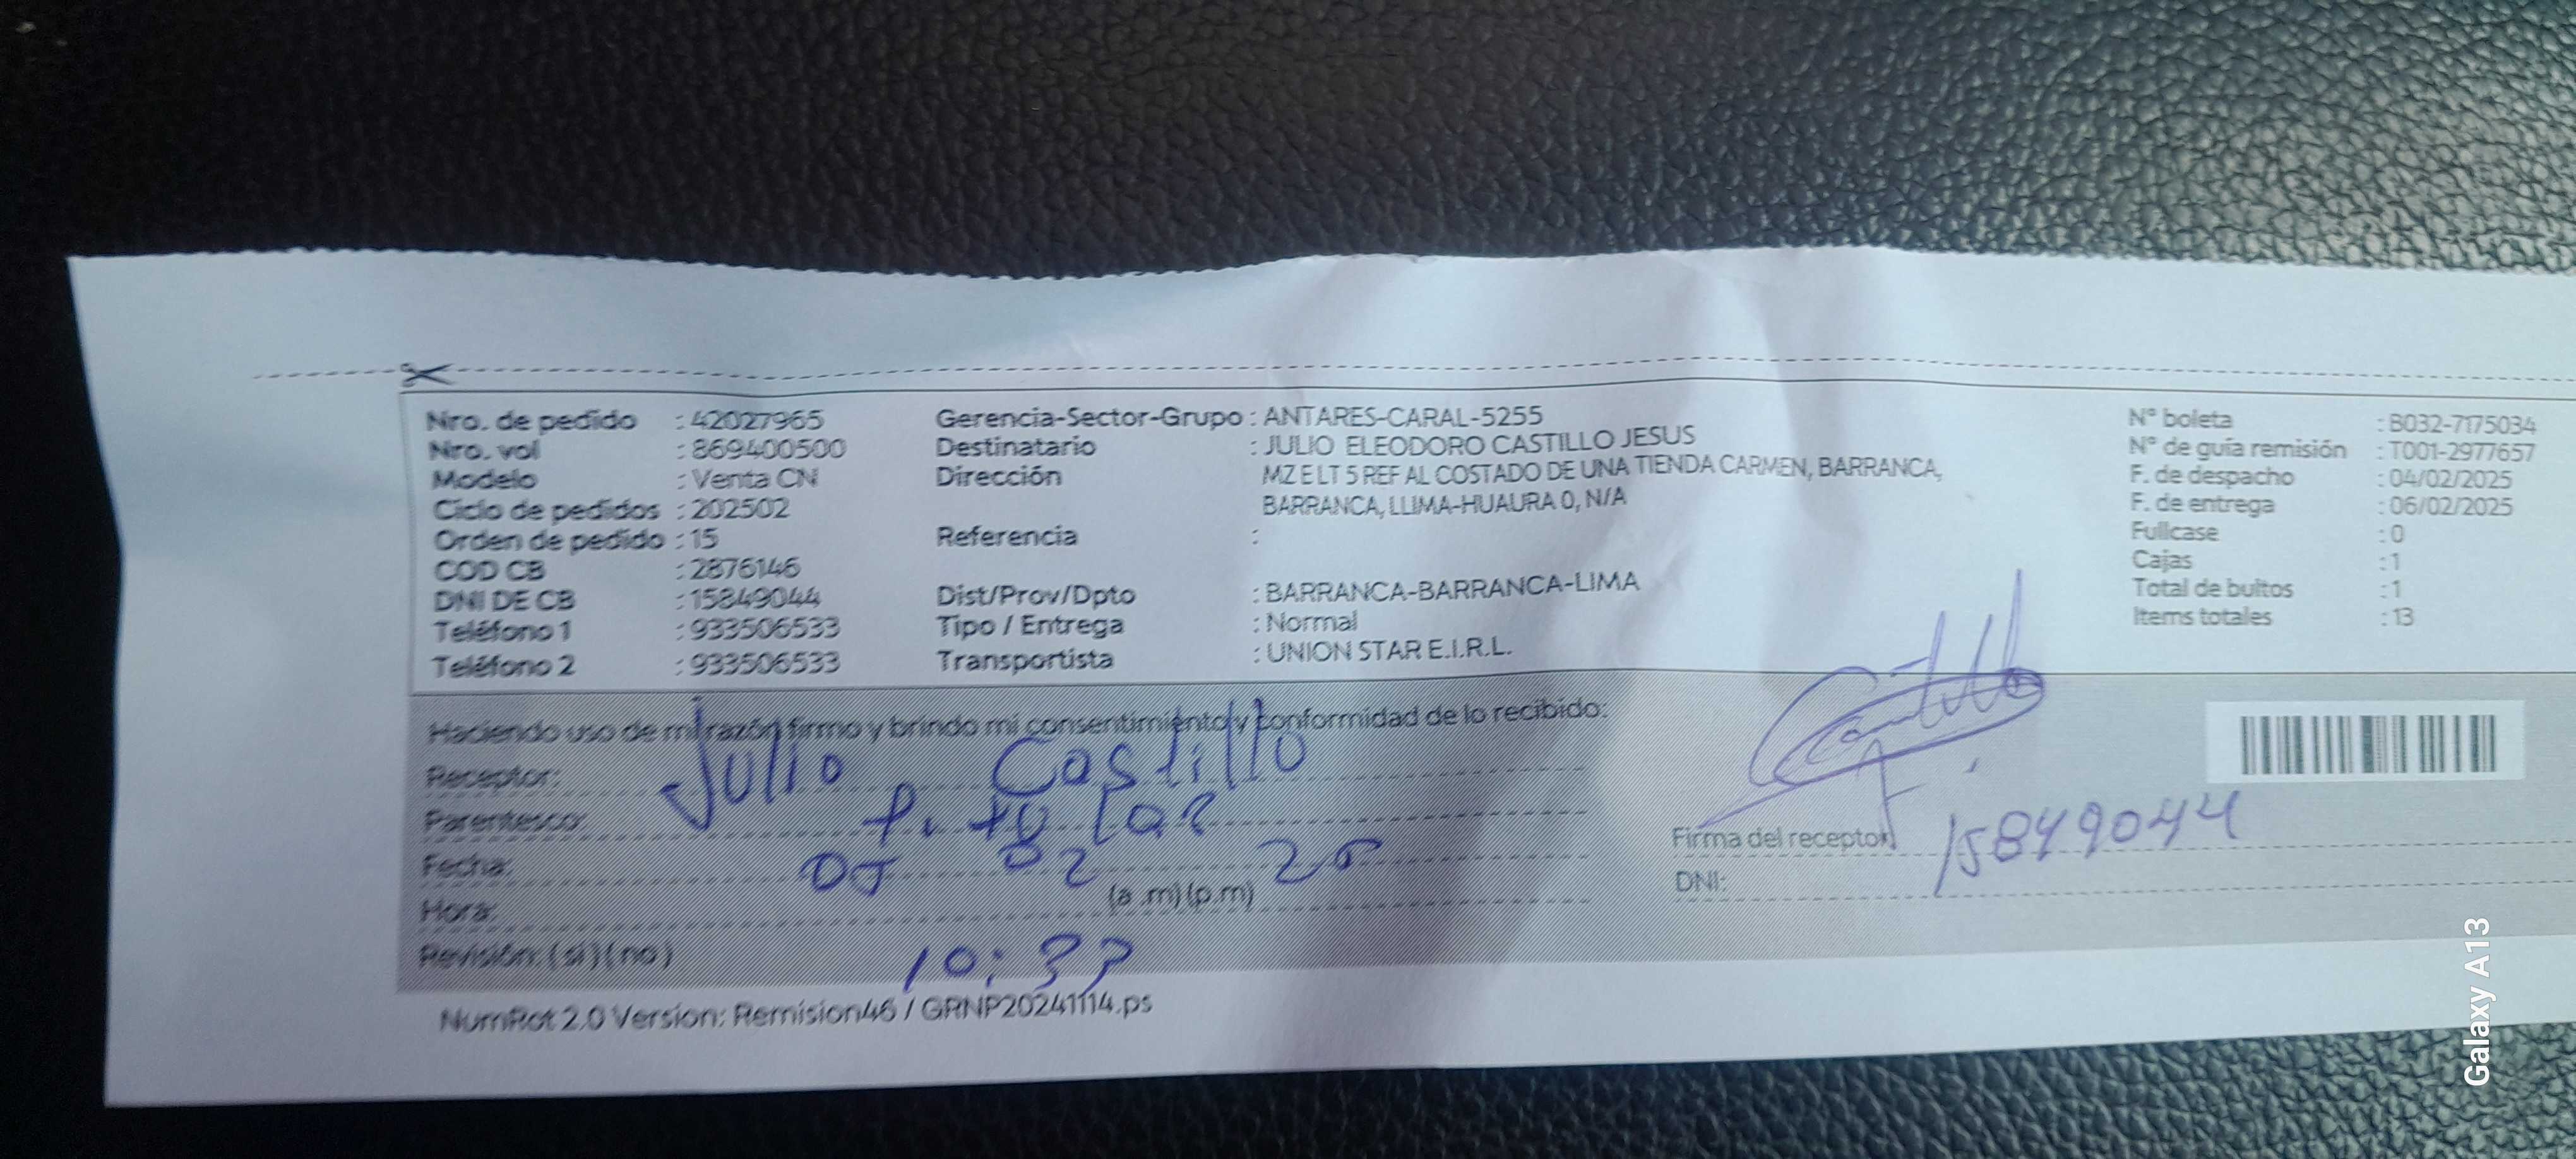 Nro. de pedido : 42027965
Nro. vol : 869400500
Modelo : Venta CN
Ciclo de pedidos : 202502
Orden de pedido : 15
COD CB : 2876146
DNI DE CB : 15849044
Teléfono 1 : 933506533
Teléfono 2 : 933506533
Gerencia-Sector-Grupo : ANTARES-CARAL-5255
Destinatario : JULIO ELEODORO CASTILLO JESUS
Dirección MZ E LT 5 REF AL COSTADO DE UNA TIENDA CARMEN, BARRANCA,
BARRANCA, LLIMA-HUAURA 0, N/A
Referencia :
Dist/Prov/Dpto : BARRANCA-BARRANCA-LIMA
Tipo / Entrega : Normal
Transportista : UNION STAR E.I.R.L.
N° boleta : B032-7175034
N° de guía remisión : T001-2977657
F. de despacho : 04/02/2025
F. de entrega : 06/02/2025
Fullcase : 0
Cajas : 1
Total de bultos : 1
Items totales : 13
Haciendo uso de mi razón firmo y brindo mi consentimiento y conformidad de lo recibido:
Receptor: Julio Castillo
Parentesco: Titular
Fecha: 05 02 25
Hora: (a .m) (p.m)
Revisión: (si) (no) 10:33
Castillo
Firma del receptor
DNI: 15849044
NumRot 2.0 Version: Remision46 / GRNP20241114.ps
Galaxy A13